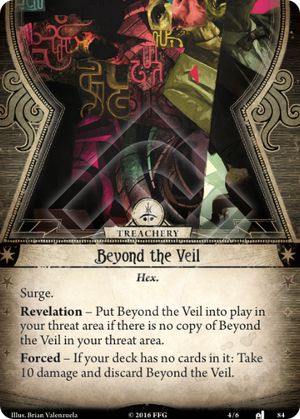 TREACHERY
Beyond the Veil
Hex.
Surge.
Revelation – Put Beyond the Veil into play in
your threat area if there is no copy of Beyond
the Veil in your threat area.
Forced – If your deck has no cards in it: Take
10 damage and discard Beyond the Veil.
Illus. Brian Valenzuela © 2016 FFG 4/6 84